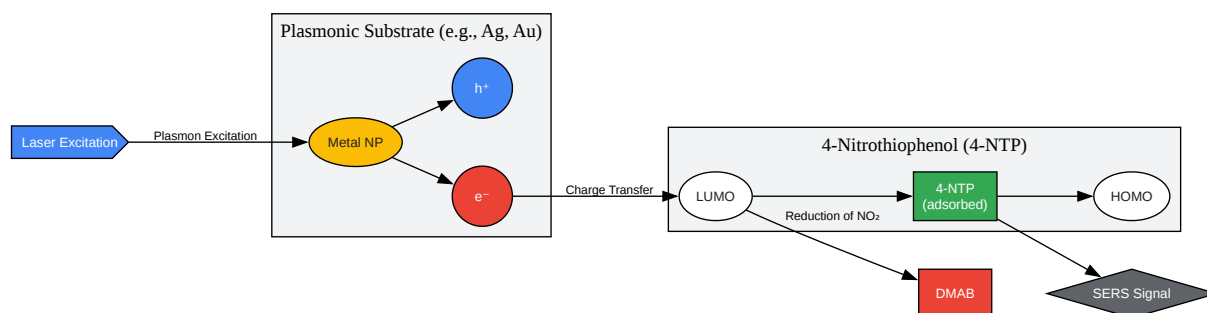 Plasmonic Substrate (e.g., Ag, Au)
h⁺
Laser Excitation
Plasmon Excitation
Metal NP
4-Nitrothiophenol (4-NTP)
e⁻
Charge Transfer
LUMO
4-NTP
(adsorbed)
HOMO
Reduction of NO₂
DMAB
SERS Signal